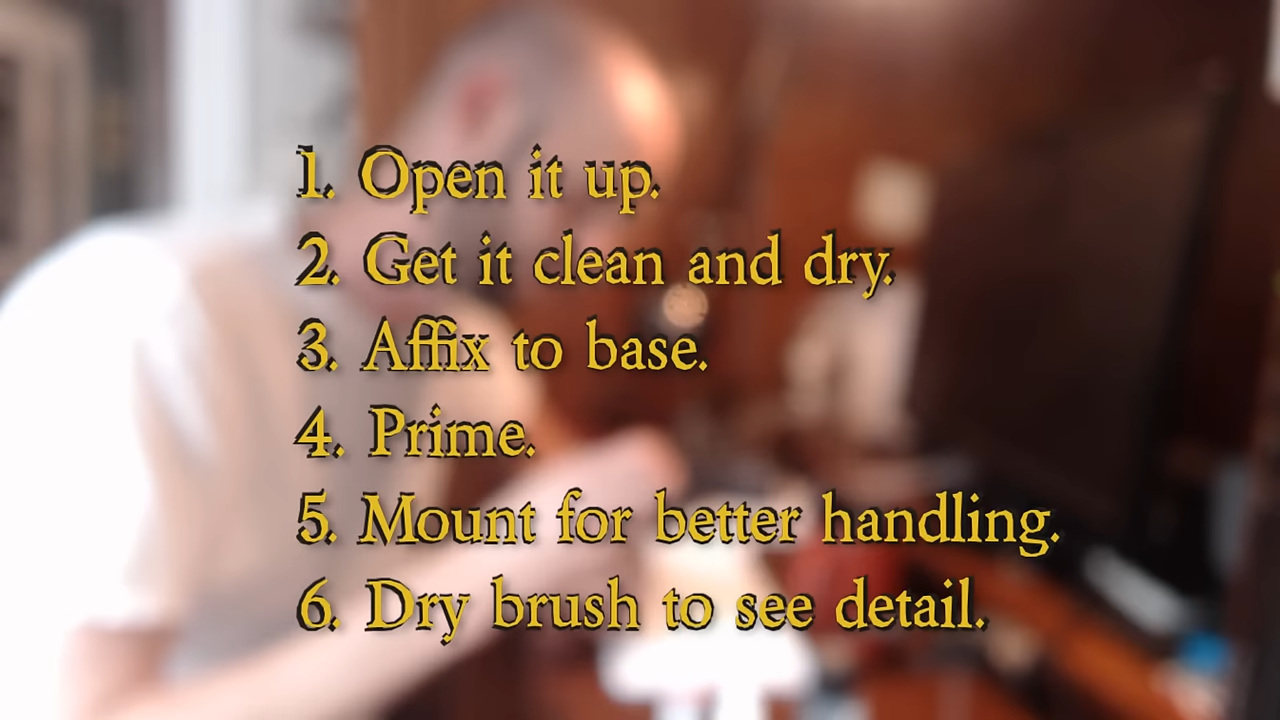 1. Open it up.
2. Get it clean and dry.
3. Affix to base.
4. Prime.
5. Mount for better handling.
6. Dry brush to see detail.